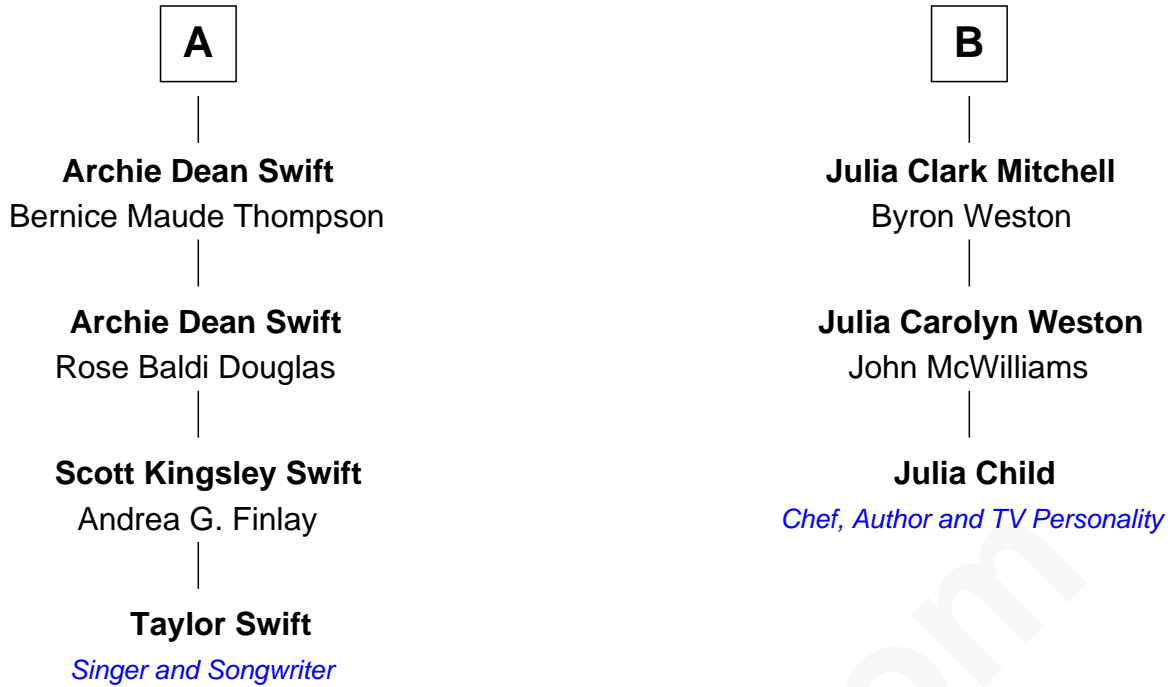 A
Archie Dean Swift
Bernice Maude Thompson
Archie Dean Swift
Rose Baldi Douglas
Scott Kingsley Swift
Andrea G. Finlay
Taylor Swift
Singer and Songwriter
B
Julia Clark Mitchell
Byron Weston
Julia Carolyn Weston
John McWilliams
Julia Child
Chef, Author and TV Personality
om